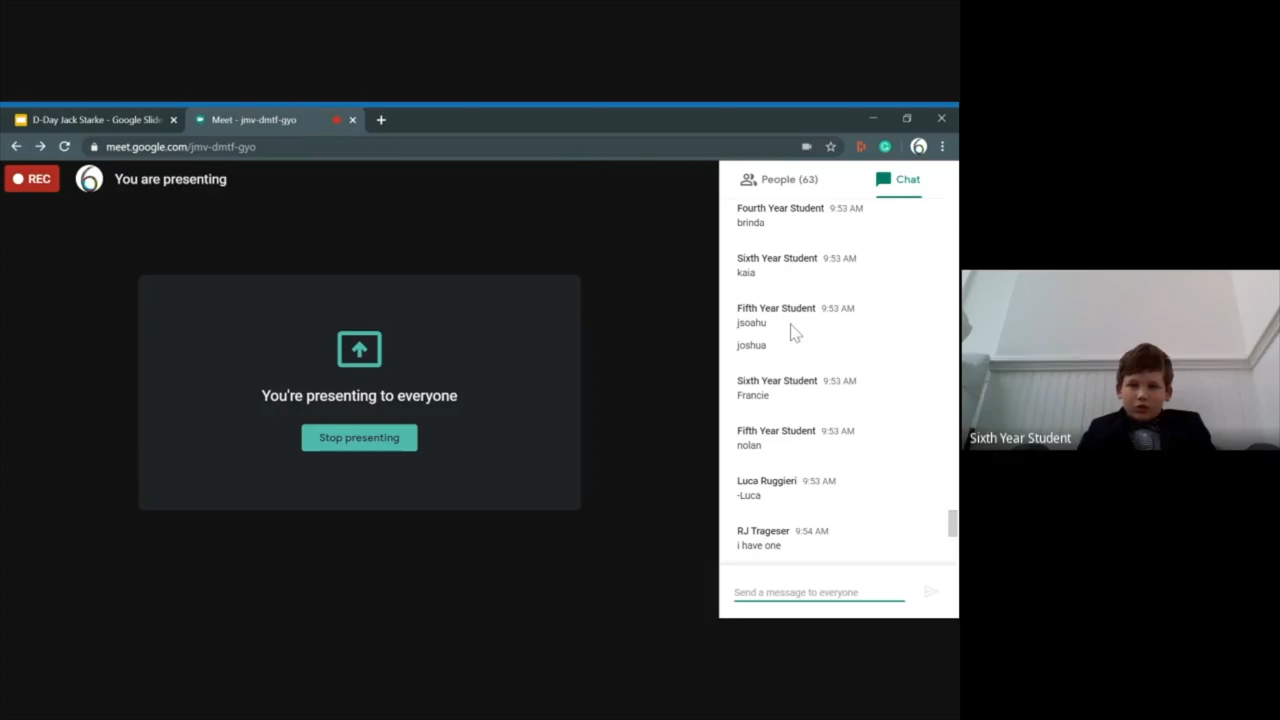 D-Day Jack Starke - Google Slide
Meet - jmv-dmtf-gyo
meet.google.com/jmv-dmtf-gyo
REC
6
You are presenting
People (63)
Chat
Fourth Year Student 9:53 AM
brinda
Sixth Year Student 9:53 AM
kaia
Fifth Year Student 9:53 AM
jsoahu
joshua
Sixth Year Student 9:53 AM
Francie
Fifth Year Student 9:53 AM
nolan
Luca Ruggieri 9:53 AM
-Luca
RJ Trageser 9:54 AM
i have one
Send a message to everyone
You're presenting to everyone
Stop presenting
Sixth Year Student